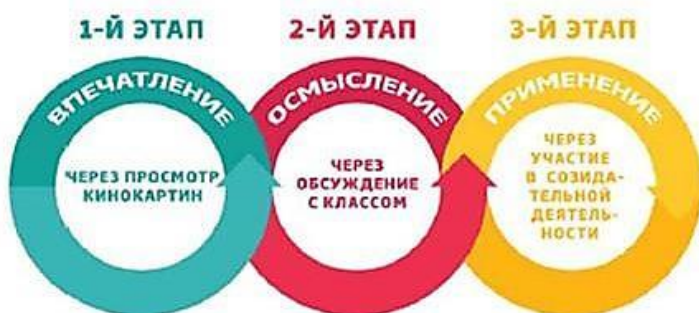 1-Й ЭТАП
2-Й ЭТАП
3-Й ЭТАП
ВПЕЧАТЛЕНИЕ
ЧЕРЕЗ ПРОСМОТР
КИНОКАРТИН
ОСМЫСЛЕНИЕ
ЧЕРЕЗ
ОБСУЖДЕНИЕ
С КЛАССОМ
ПРИМЕНЕНИЕ
ЧЕРЕЗ
УЧАСТИЕ
В СОЗИДА-
ТЕЛЬНОЙ
ДЕЯТЕЛЬ-
НОСТИ